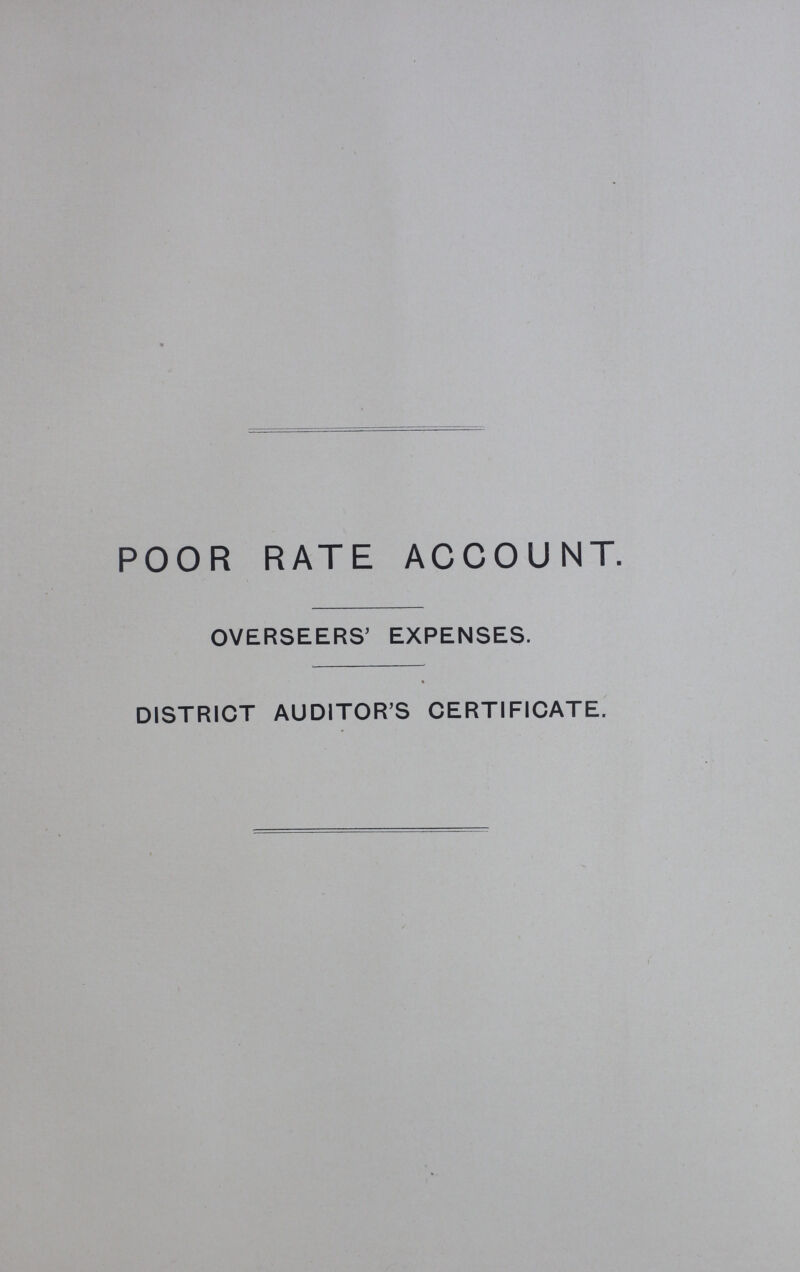 POOR RATE ACCOUNT.
OVERSEERS' EXPENSES.
DISTRICT AUDITOR'S CERTIFICATE.